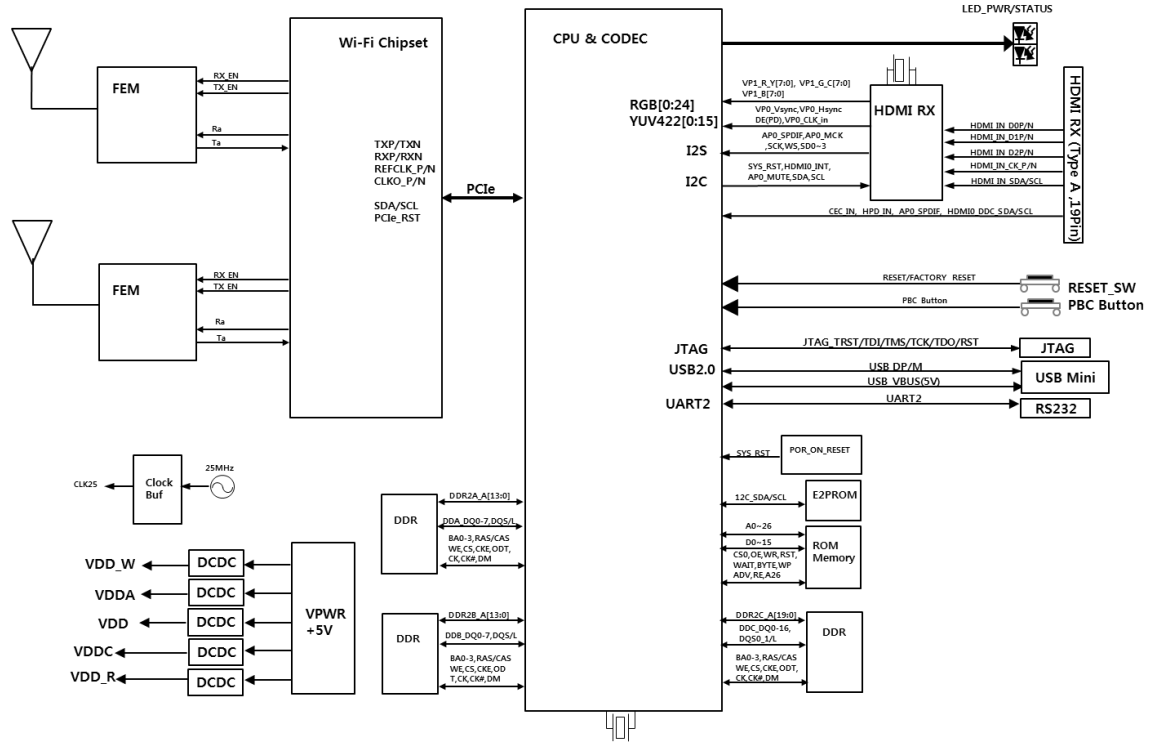 LED_PWR/STATUS
Wi-Fi Chipset
CPU & CODEC
FEM
RX_EN
TX_EN
Ra
Ta
TXP/TXN
RXP/RXN
REFCLK_P/N
CLKO_P/N
SDA/SCL
PCIe_RST
PCIe
RGB[0:24]
YUV422[0:15]
I2S
I2C
VP1_R_Y[7:0], VP1_G_C[7:0]
VP1_B[7:0]
VP0_Vsync,VP0_Hsync
DE(PD),VP0_CLK_in
AP0_SPDIF,AP0_MCK
,SCK,WS,SD0~3
SYS_RST,HDMI0_INT,
AP0_MUTE,SDA,SCL
HDMI RX
HDMI_IN_D0P/N
HDMI_IN_D1P/N
HDMI_IN_D2P/N
HDMI_IN_CK_P/N
HDMI_IN_SDA/SCL
HDMI RX (Type A ,19Pin)
CEC_IN, HPD_IN, AP0_SPDIF, HDMI0_DDC_SDA/SCL
FEM
RX_EN
TX_EN
Ra
Ta
RESET/FACTORY_RESET
RESET_SW
PBC Button
PBC Button
JTAG
JTAG_TRST/TDI/TMS/TCK/TDO/RST
JTAG
USB2.0
USB_DP/M
USB_VBUS(5V)
USB Mini
UART2
UART2
RS232
SYS_RST
POR_ON_RESET
CLK25
Clock
Buf
25MHz
DDR
DDR2A_A[13:0]
DDA_DQ0-7,DQS/L
BA0-3,RAS/CAS
WE,CS,CKE,ODT,
CK,CK#,DM
12C_SDA/SCL
E2PROM
A0~26
D0~15
CS0,OE,WR,RST,
WAIT,BYTE,WP
ADV,RE,A26
ROM
Memory
VDD_W
DCDC
VDDA
DCDC
VDD
DCDC
VDDC
DCDC
VDD_R
DCDC
VPWR
+5V
DDR
DDR2B_A[13:0]
DDB_DQ0-7,DQS/L
BA0-3,RAS/CAS
WE,CS,CKE,OD
T,CK,CK#,DM
DDR2C_A[19:0]
DDC_DQ0-16,
DQS0_1/L
BA0-3,RAS/CAS
WE,CS,CKE,ODT,
CK,CK#,DM
DDR